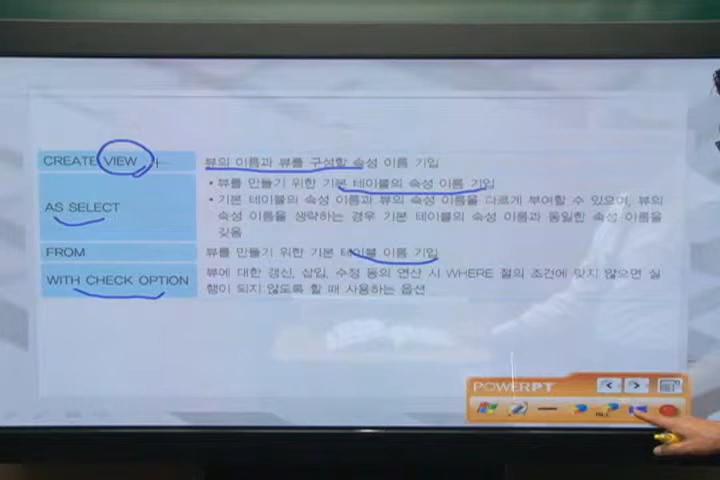 CREATE VIEW 뷰의 이름과 뷰를 구성할 속성 이름 기입
AS SELECT
• 뷰를 만들기 위한 기본 테이블의 속성 이름 기입
• 기본 테이블의 속성 이름과 뷰의 속성 이름을 다르게 부여할 수 있으며, 뷰의
속성 이름을 생략하는 경우 기본 테이블의 속성 이름과 동일한 속성 이름을
갖음
FROM 뷰를 만들기 위한 기본 테이블 이름 기입
WITH CHECK OPTION
뷰에 대한 갱신, 삽입, 수정 등의 연산 시 WHERE 절의 조건에 맞지 않으면 실
행이 되지 않도록 할 때 사용하는 옵션
POWERPT